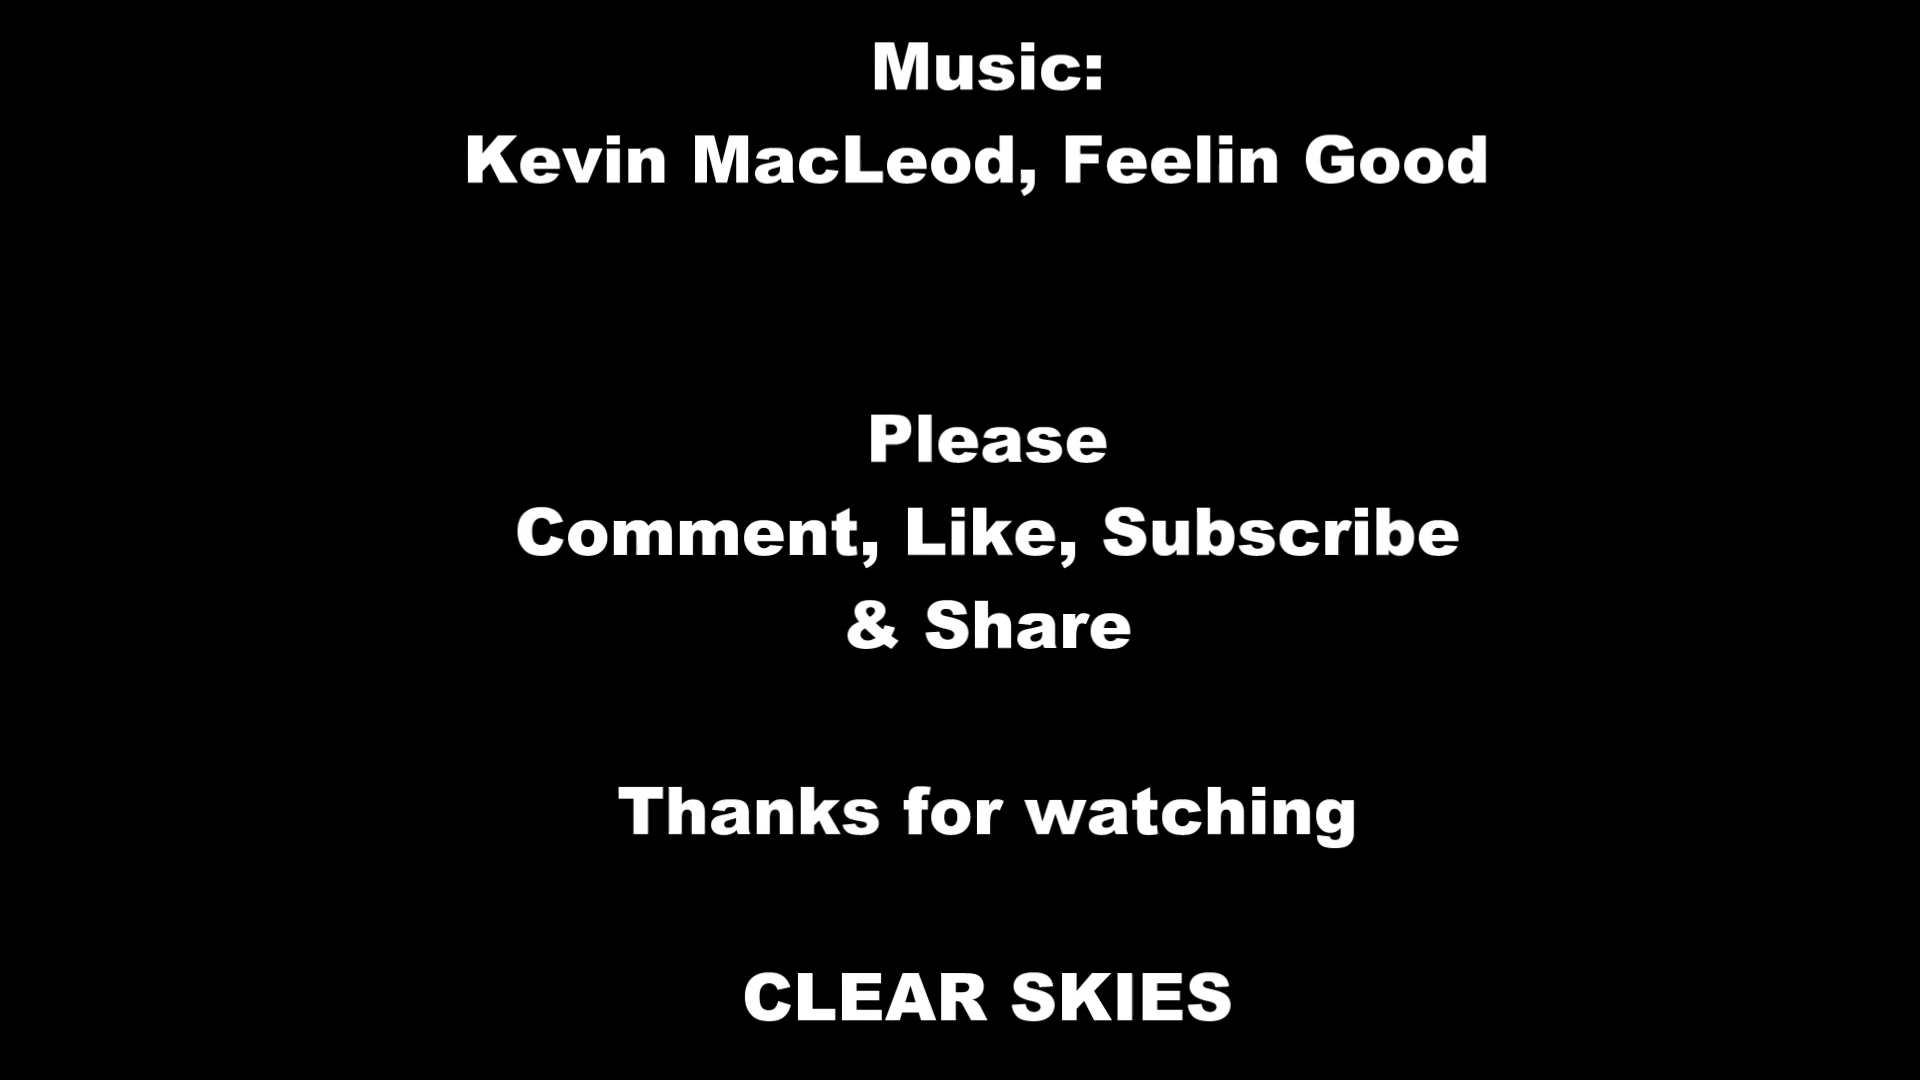 Music:
Kevin MacLeod, Feelin Good
Please
Comment, Like, Subscribe
& Share
Thanks for watching
CLEAR SKIES